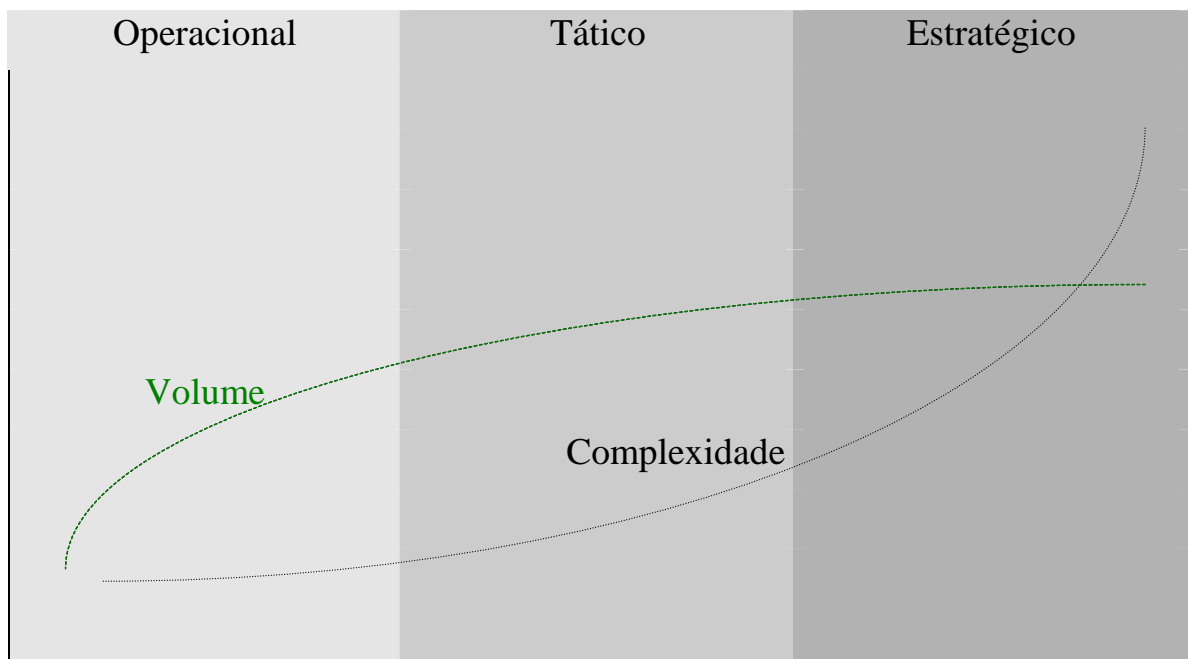 Operacional
Tático
Estratégico
Volume
Complexidade